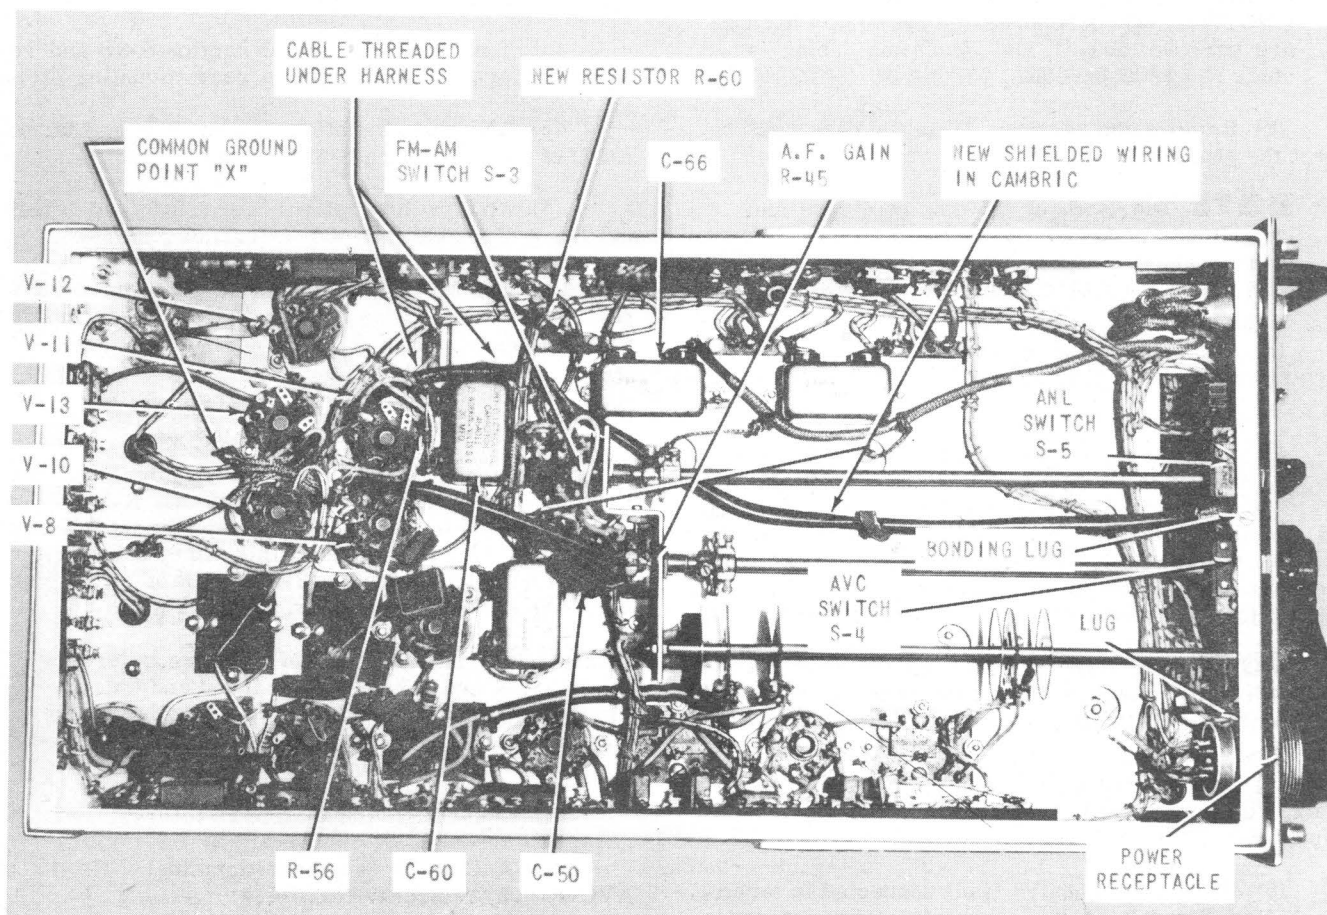 CABLE THREADED
UNDER HARNESS
NEW RESISTOR R-60
COMMON GROUND
POINT "X"
FM-AM
SWITCH S-3
C-66
A.F. GAIN
R-45
NEW SHIELDED WIRING
IN CAMBRIC
V-12
V-11
V-13
V-10
V-8
ANL
SWITCH
S-5
BONDING LUG
AVC
SWITCH
S-4
LUG
R-56
C-60
C-50
POWER
RECEPTACLE